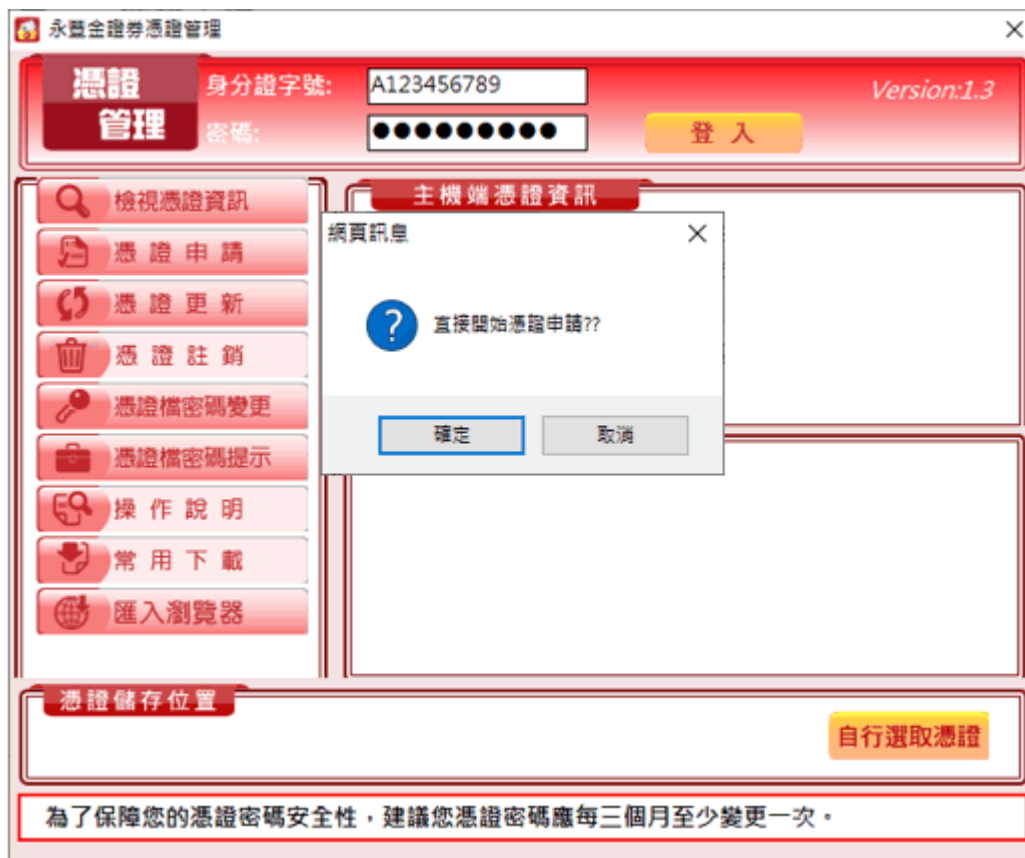 永豐金證券憑證管理
憑證
管理
身分證字號:
A123456789
Version:1.3
密碼:
●●●●●●●●●
登入
檢視憑證資訊
憑證申請
憑證更新
憑證註銷
憑證檔密碼變更
憑證檔密碼提示
操作說明
常用下載
匯入瀏覽器
主機端憑證資訊
網頁訊息
直接開始憑證申請??
確定
取消
憑證儲存位置
自行選取憑證
為了保障您的憑證密碼安全性，建議您憑證密碼應每三個月至少變更一次。